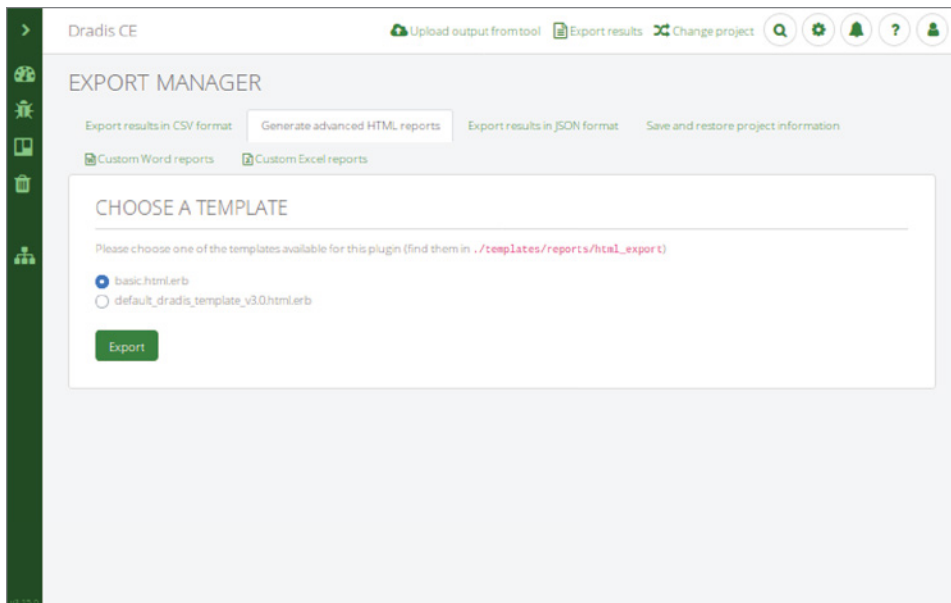 Dradis CE
Upload output from tool Export results Change project
EXPORT MANAGER
Export results in CSV format Generate advanced HTML reports Export results in JSON format Save and restore project information
Custom Word reports Custom Excel reports
CHOOSE A TEMPLATE
Please choose one of the templates available for this plugin (find them in ./templates/reports/html_export)
basic.html.erb
default_dradis_template_v3.0.html.erb
Export